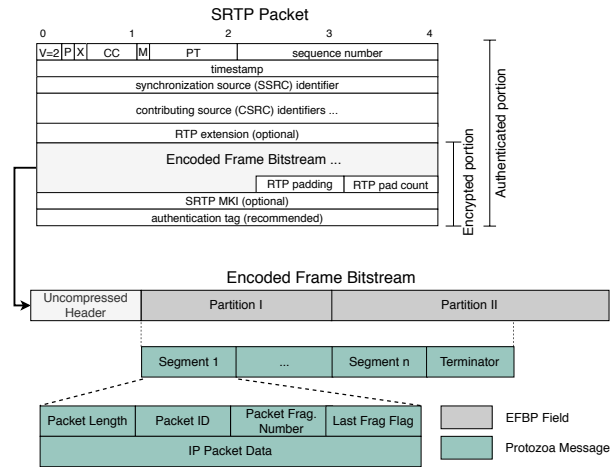 SRTP Packet
0 1 2 3 4
V=2 P X CC M PT sequence number
timestamp
synchronization source (SSRC) identifier
contributing source (CSRC) identifiers ...
RTP extension (optional)
Encoded Frame Bitstream ...
RTP padding RTP pad count
SRTP MKI (optional)
authentication tag (recommended)
Encrypted portion
Authenticated portion
Encoded Frame Bitstream
Uncompressed
Header
Partition I
Partition II
Segment 1 ... Segment n Terminator
Packet Length Packet ID Packet Frag.
Number Last Frag Flag
IP Packet Data
EFBP Field
Protozoa Message